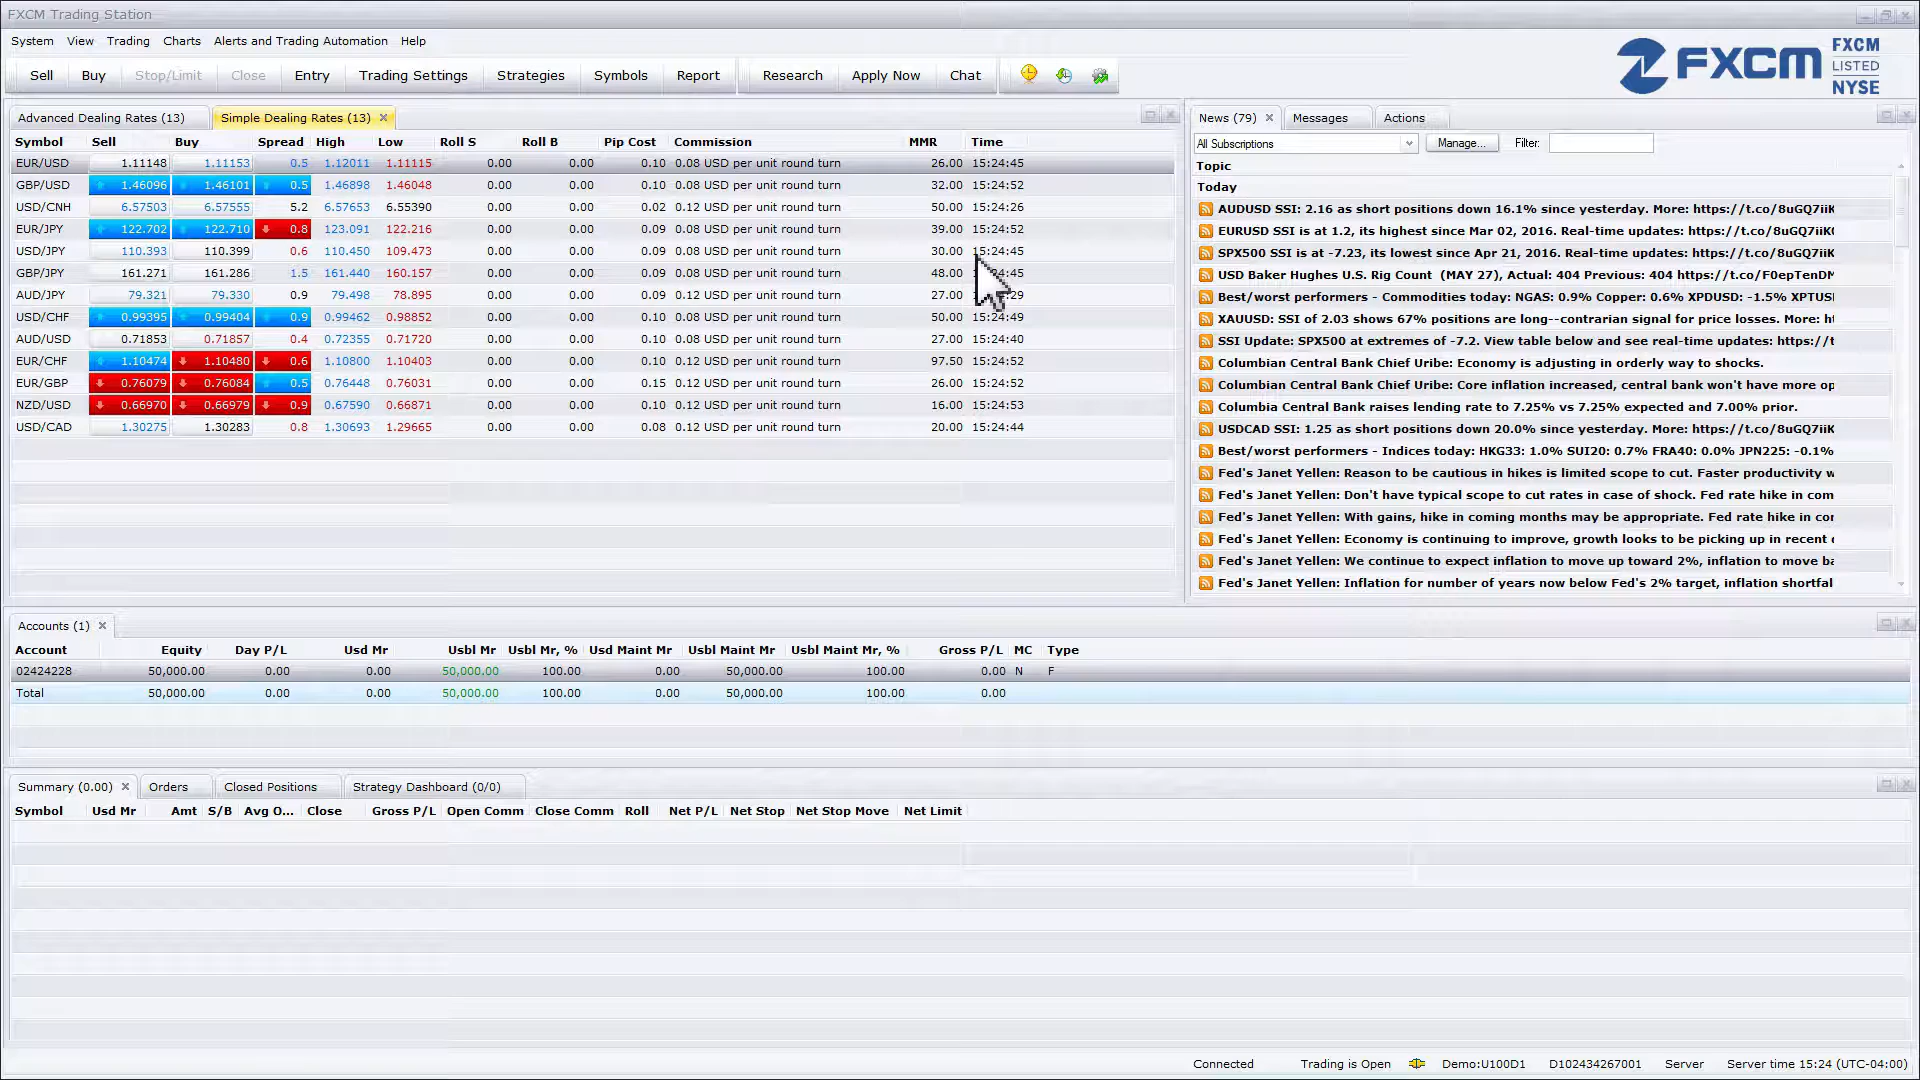 FXCM Trading Station
System View Trading Charts Alerts and Trading Automation Help
Sell Buy Stop/Limit Close Entry Trading Settings Strategies Symbols Report Research Apply Now Chat
FXCM FXCM LISTED NYSE
Advanced Dealing Rates (13) Simple Dealing Rates (13)
Symbol Sell Buy Spread High Low Roll S Roll B Pip Cost Commission MMR Time
EUR/USD 1.11148 1.11153 0.5 1.12011 1.11115 0.00 0.00 0.10 0.08 USD per unit round turn 26.00 15:24:45
GBP/USD 1.46096 1.46101 0.5 1.46898 1.46048 0.00 0.00 0.10 0.08 USD per unit round turn 32.00 15:24:52
USD/CNH 6.57503 6.57555 5.2 6.57653 6.55390 0.00 0.00 0.02 0.12 USD per unit round turn 50.00 15:24:26
EUR/JPY 122.702 122.710 0.8 123.091 122.216 0.00 0.00 0.09 0.08 USD per unit round turn 39.00 15:24:52
USD/JPY 110.393 110.399 0.6 110.450 109.473 0.00 0.00 0.09 0.08 USD per unit round turn 30.00 15:24:45
GBP/JPY 161.271 161.286 1.5 161.440 160.157 0.00 0.00 0.09 0.08 USD per unit round turn 48.00 :45
AUD/JPY 79.321 79.330 0.9 79.498 78.895 0.00 0.00 0.09 0.12 USD per unit round turn 27.00 :29
USD/CHF 0.99395 0.99404 0.9 0.99462 0.98852 0.00 0.00 0.10 0.08 USD per unit round turn 50.00 15:24:49
AUD/USD 0.71853 0.71857 0.4 0.72355 0.71720 0.00 0.00 0.10 0.08 USD per unit round turn 27.00 15:24:40
EUR/CHF 1.10474 1.10480 0.6 1.10800 1.10403 0.00 0.00 0.10 0.12 USD per unit round turn 97.50 15:24:52
EUR/GBP 0.76079 0.76084 0.5 0.76448 0.76031 0.00 0.00 0.15 0.12 USD per unit round turn 26.00 15:24:52
NZD/USD 0.66970 0.66979 0.9 0.67590 0.66871 0.00 0.00 0.10 0.12 USD per unit round turn 16.00 15:24:53
USD/CAD 1.30275 1.30283 0.8 1.30693 1.29665 0.00 0.00 0.08 0.12 USD per unit round turn 20.00 15:24:44
News (79) Messages Actions
All Subscriptions Manage... Filter:
Topic
Today
AUDUSD SSI: 2.16 as short positions down 16.1% since yesterday. More: https://t.co/8uGQ7iiK
EURUSD SSI is at 1.2, its highest since Mar 02, 2016. Real-time updates: https://t.co/8uGQ7iiK
SPX500 SSI is at -7.23, its lowest since Apr 21, 2016. Real-time updates: https://t.co/8uGQ7iiK
USD Baker Hughes U.S. Rig Count (MAY 27), Actual: 404 Previous: 404 https://t.co/F0epTenDM
Best/worst performers - Commodities today: NGAS: 0.9% Copper: 0.6% XPDUSD: -1.5% XPTUSI
XAUUSD: SSI of 2.03 shows 67% positions are long--contrarian signal for price losses. More: ht
SSI Update: SPX500 at extremes of -7.2. View table below and see real-time updates: https://t
Columbian Central Bank Chief Uribe: Economy is adjusting in orderly way to shocks.
Columbian Central Bank Chief Uribe: Core inflation increased, central bank won't have more op
Columbia Central Bank raises lending rate to 7.25% vs 7.25% expected and 7.00% prior.
USDCAD SSI: 1.25 as short positions down 20.0% since yesterday. More: https://t.co/8uGQ7iiK
Best/worst performers - Indices today: HKG33: 1.0% SUI20: 0.7% FRA40: 0.0% JPN225: -0.1%
Fed's Janet Yellen: Reason to be cautious in hikes is limited scope to cut. Faster productivity w
Fed's Janet Yellen: Don't have typical scope to cut rates in case of shock. Fed rate hike in com
Fed's Janet Yellen: With gains, hike in coming months may be appropriate. Fed rate hike in cor
Fed's Janet Yellen: Economy is continuing to improve, growth looks to be picking up in recent
Fed's Janet Yellen: We continue to expect inflation to move up toward 2%, inflation to move ba
Fed's Janet Yellen: Inflation for number of years now below Fed's 2% target, inflation shortfal
Accounts (1)
Account Equity Day P/L Usd Mr Usbl Mr Usbl Mr, % Usd Maint Mr Usbl Maint Mr Usbl Maint Mr, % Gross P/L MC Type
02424228 50,000.00 0.00 0.00 50,000.00 100.00 0.00 50,000.00 100.00 0.00 N F
Total 50,000.00 0.00 0.00 50,000.00 100.00 0.00 50,000.00 100.00 0.00
Summary (0.00) Orders Closed Positions Strategy Dashboard (0/0)
Symbol Usd Mr Amt S/B Avg O... Close Gross P/L Open Comm Close Comm Roll Net P/L Net Stop Net Stop Move Net Limit
Connected Trading is Open Demo:U100D1 D102434267001 Server Server time 15:24 (UTC-04:00)